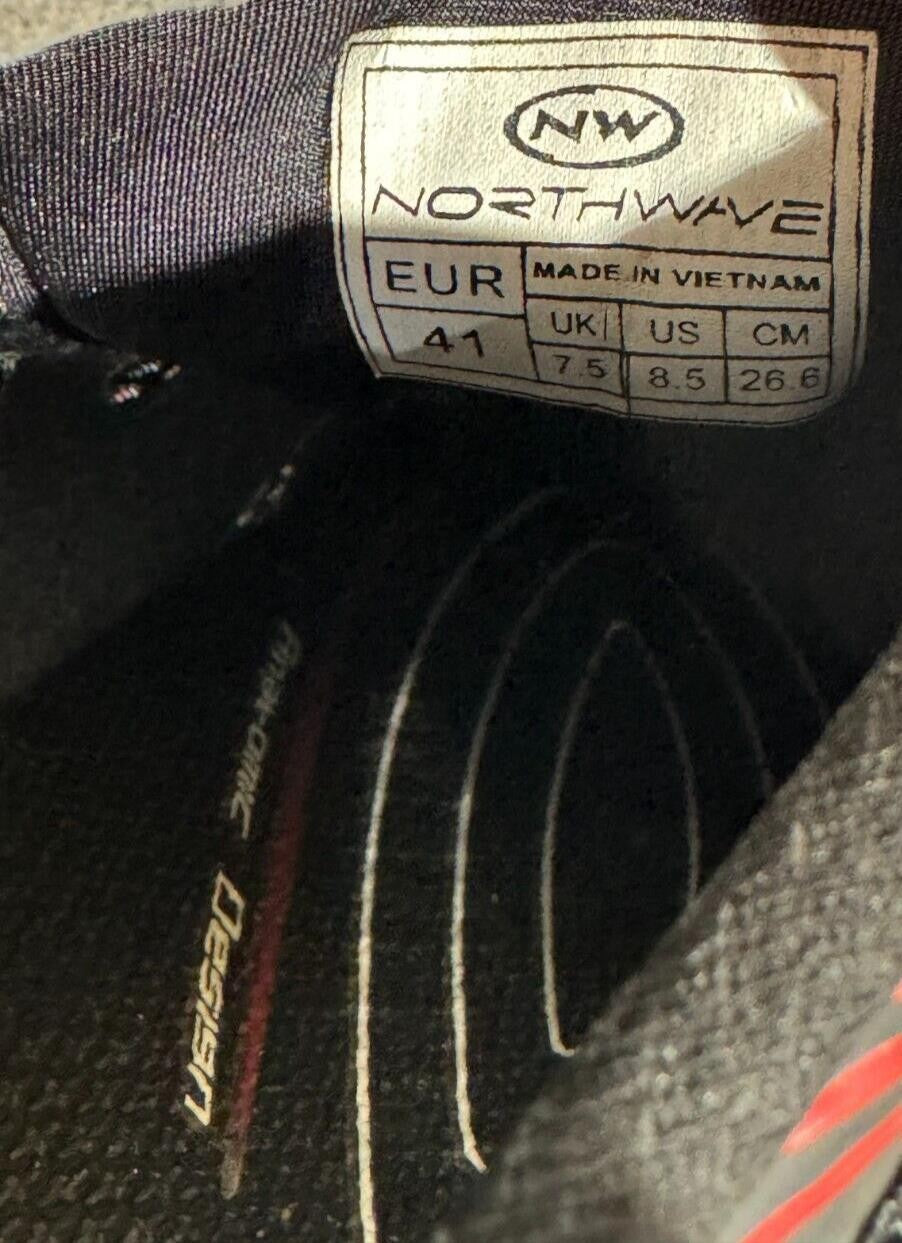 NW
NORTHWAVE
EUR MADE IN VIETNAM
41 UK US CM
7.5 8.5 26.6
Design